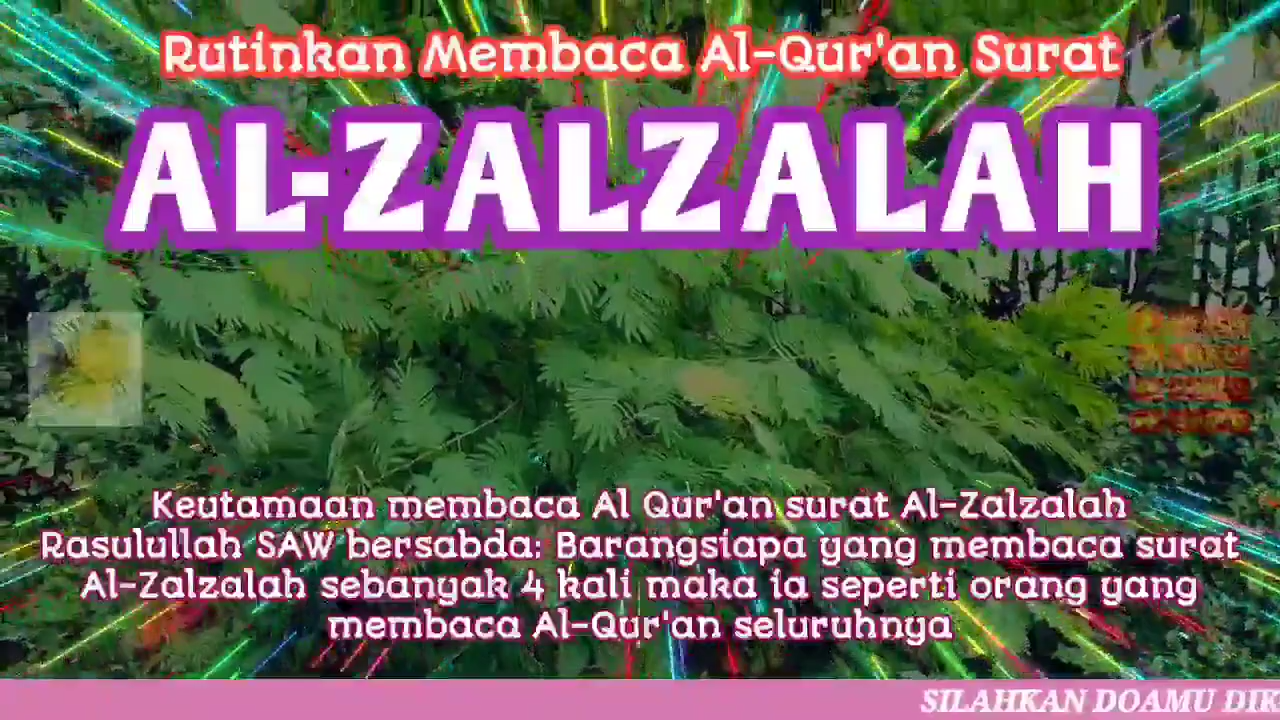 Rutinkan Membaca Al-Qur'an Surat
AL-ZALZALAH
Keutamaan membaca Al Qur'an surat Al-Zalzalah
Rasulullah SAW bersabda: Barangsiapa yang membaca surat
Al-Zalzalah sebanyak 4 kali maka ia seperti orang yang
membaca Al-Qur'an seluruhnya
SILAHKAN DOAMU DIK